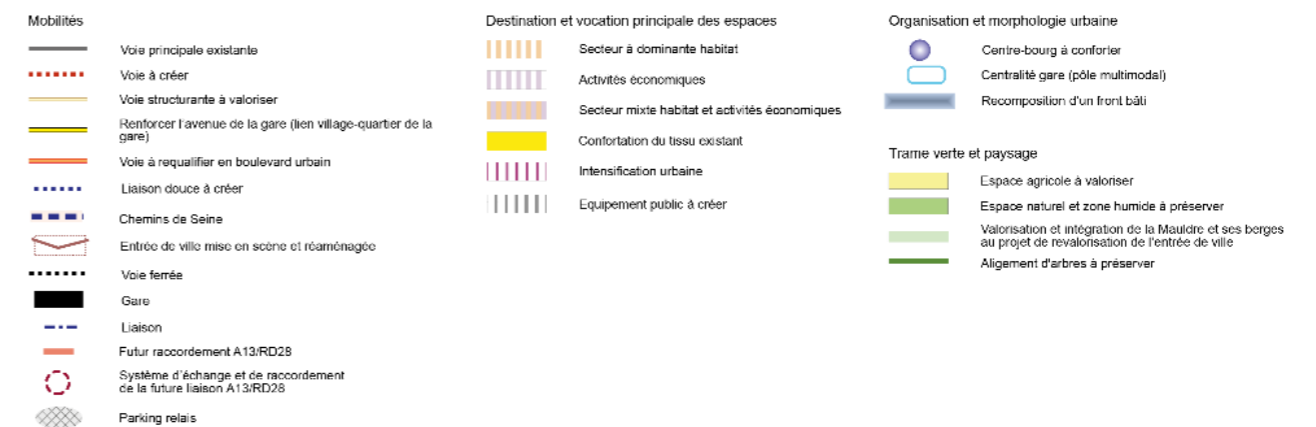 Mobilités
Voie principale existante
Voie à créer
Voie structurante à valoriser
Renforcer l'avenue de la gare (lien village-quartier de la
gare)
Voie à requalifier en boulevard urbain
Liaison douce à créer
Chemins de Seine
Entrée de ville mise en scène et réaménagée
Voie ferrée
Gare
Liaison
Futur raccordement A13/RD28
Système d'échange et de raccordement
de la future liaison A13/RD28
Parking relais
Destination et vocation principale des espaces
Secteur à dominante habitat
Activités économiques
Secteur mixte habitat et activités économiques
Confortation du tissu existant
Intensification urbaine
Equipement public à créer
Organisation et morphologie urbaine
Centre-bourg à conforter
Centralité gare (pôle multimodal)
Recomposition d'un front bâti
Trame verte et paysage
Espace agricole à valoriser
Espace naturel et zone humide à préserver
Valorisation et intégration de la Mauldre et ses berges
au projet de revalorisation de l'entrée de ville
Aligement d'arbres à préserver